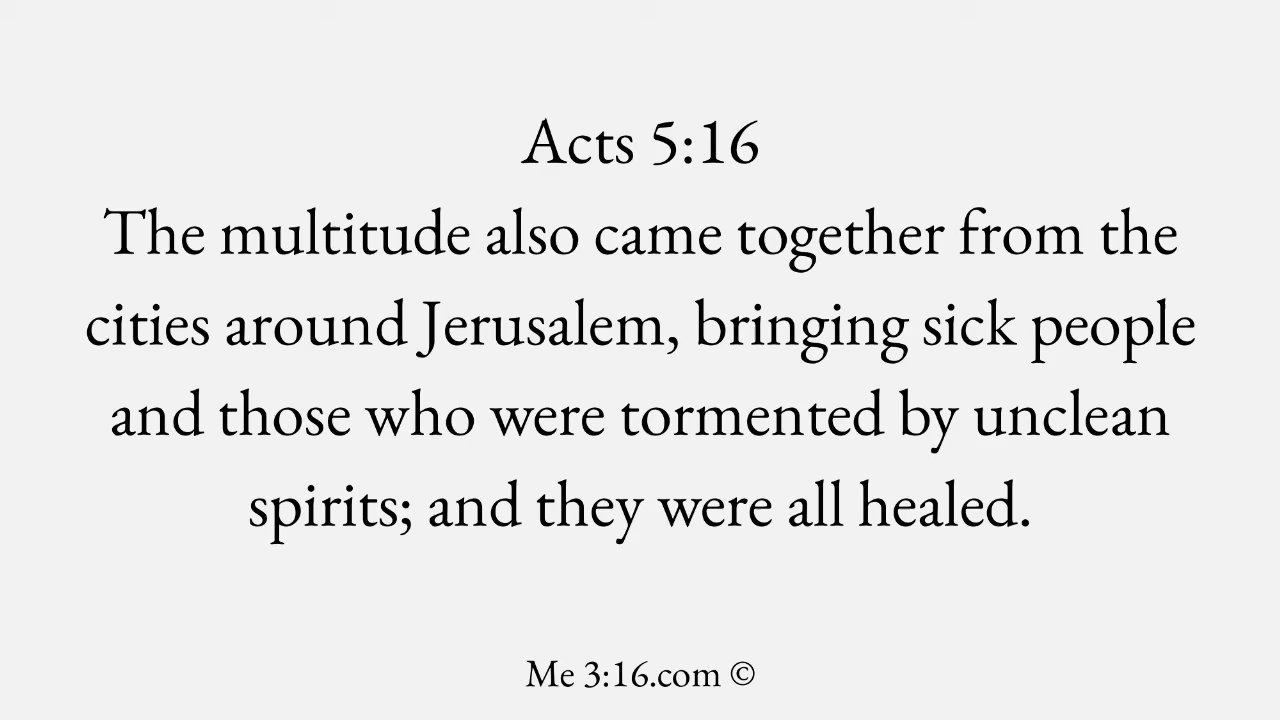 Acts 5:16
The multitude also came together from the
cities around Jerusalem, bringing sick people
and those who were tormented by unclean
spirits; and they were all healed.
Me 3:16.com ©